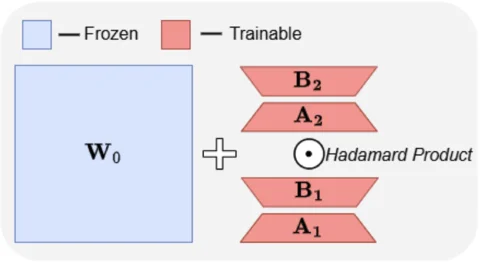 Frozen
Trainable
B₂
W₀
A₂
Hadamard Product
B₁
A₁